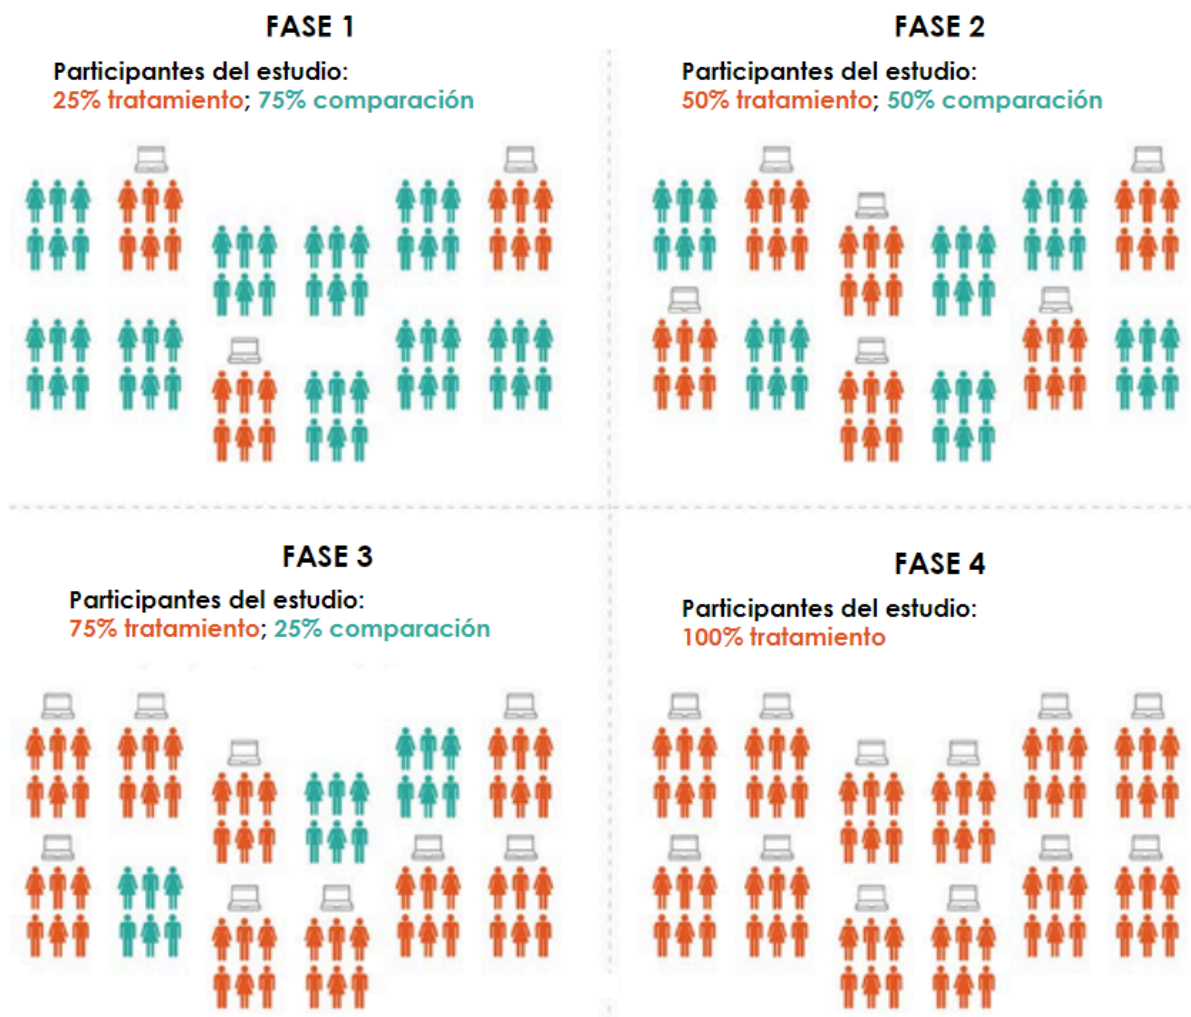 FASE 1
Participantes del estudio:
25% tratamiento; 75% comparación
FASE 2
Participantes del estudio:
50% tratamiento; 50% comparación
FASE 3
Participantes del estudio:
75% tratamiento; 25% comparación
FASE 4
Participantes del estudio:
100% tratamiento